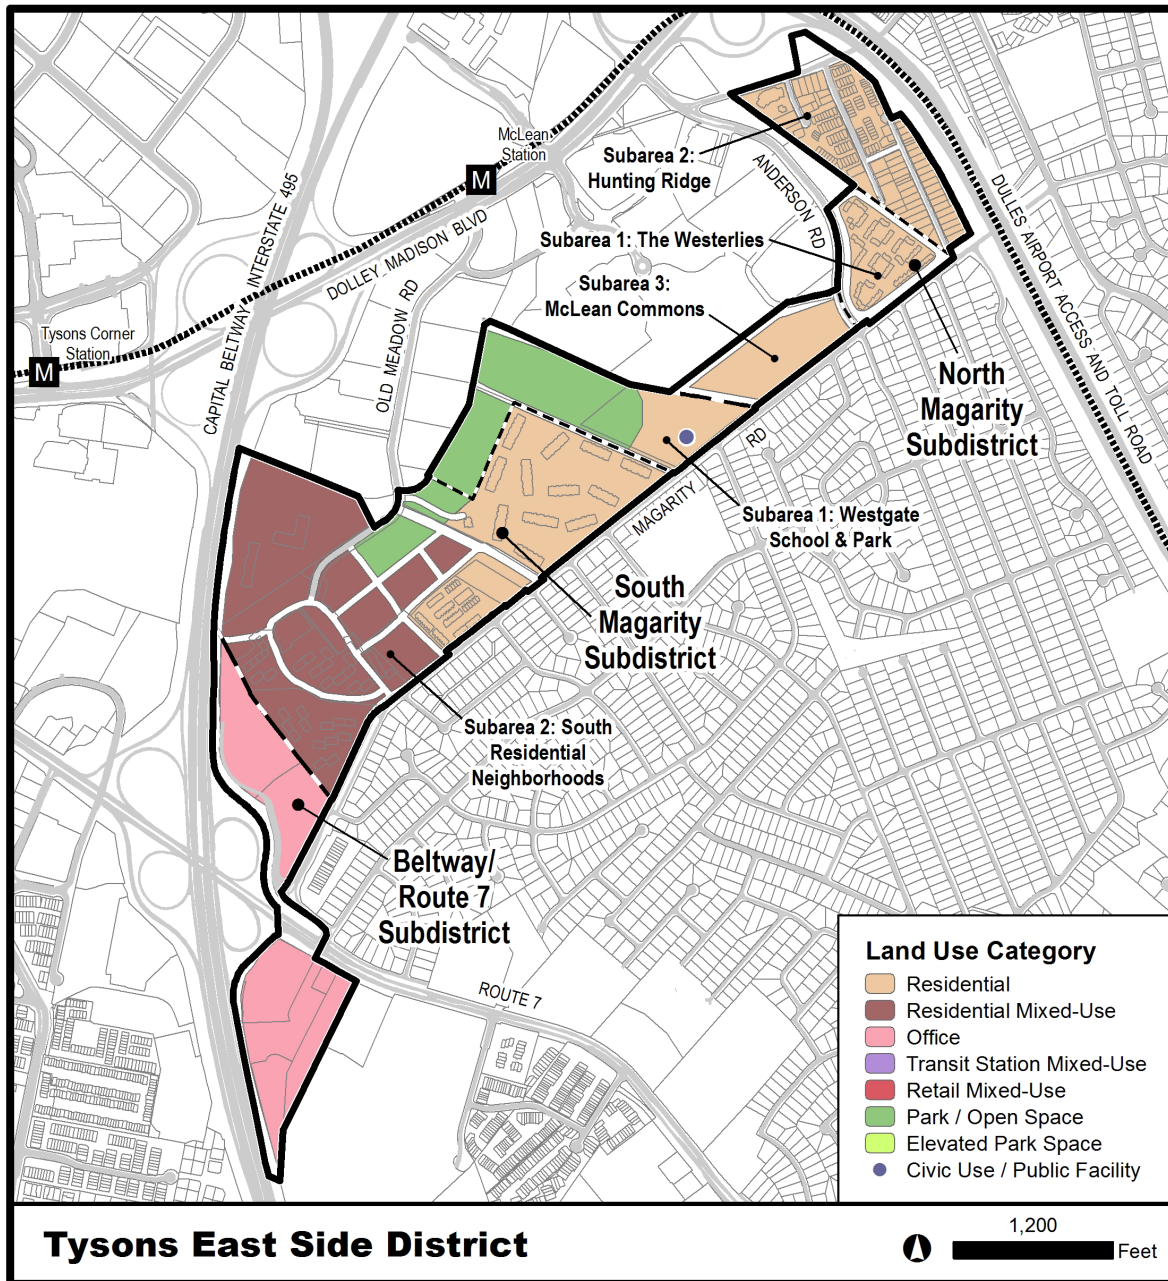 McLean
Station
M
Subarea 2:
Hunting Ridge
ANDERSON RD
DULLES AIRPORT ACCESS AND TOLL ROAD
CAPITAL BELTWAY / INTERSTATE 495
DOLLEY MADISON BLVD
Subarea 1: The Westerlies
OLD MEADOW RD
Subarea 3:
McLean Commons
Tysons Corner
Station
M
North
Magarity
Subdistrict
MAGARITY RD
Subarea 1: Westgate
School & Park
South
Magarity
Subdistrict
Subarea 2: South
Residential
Neighborhoods
Beltway/
Route 7
Subdistrict
ROUTE 7
Land Use Category
Residential
Residential Mixed-Use
Office
Transit Station Mixed-Use
Retail Mixed-Use
Park / Open Space
Elevated Park Space
Civic Use / Public Facility
Tysons East Side District
1,200
Feet